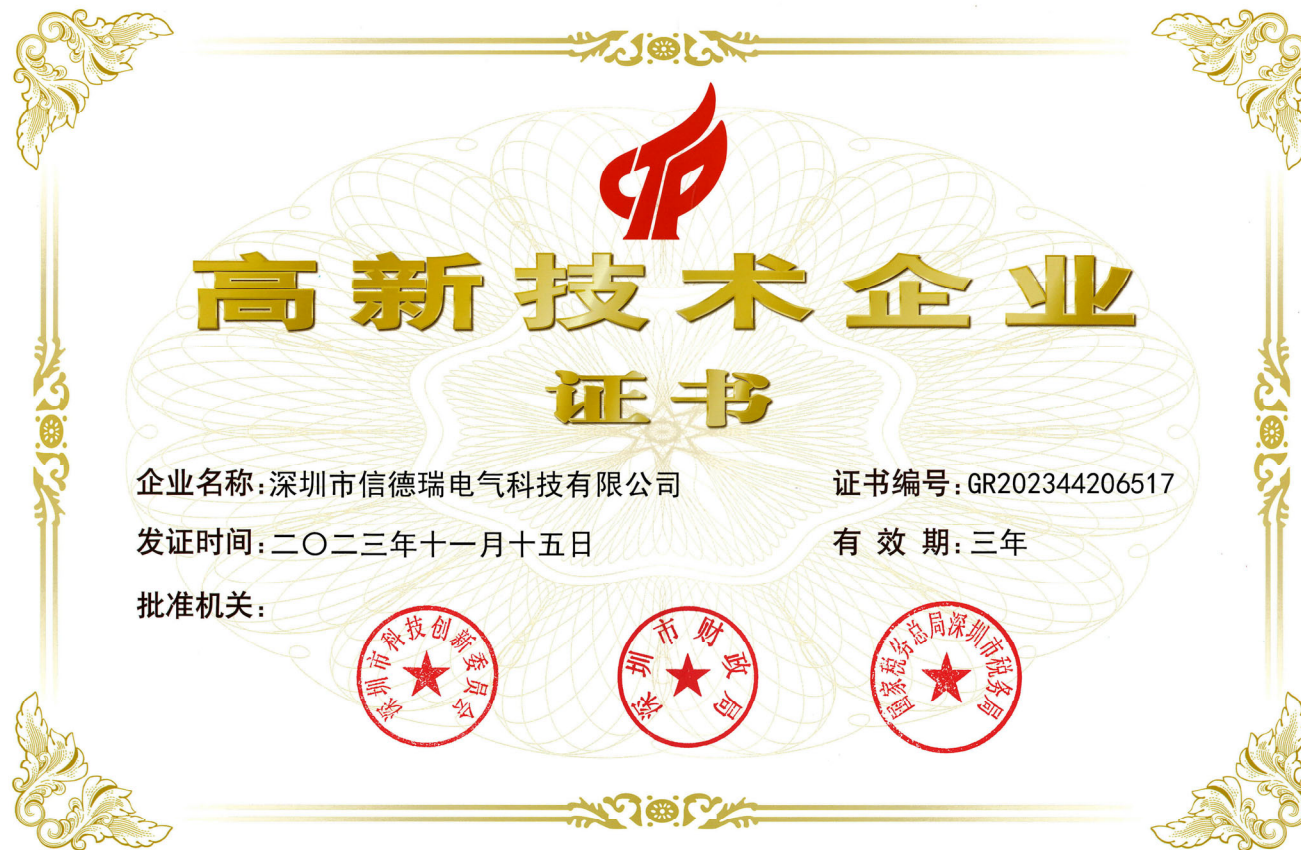 高新技术企业
证书
企业名称:深圳市信德瑞电气科技有限公司
证书编号:GR202344206517
发证时间:二〇二三年十一月十五日
有 效 期:三年
批准机关:
深圳市科技创新委员会
深圳市财政局
国家税务总局深圳市税务局